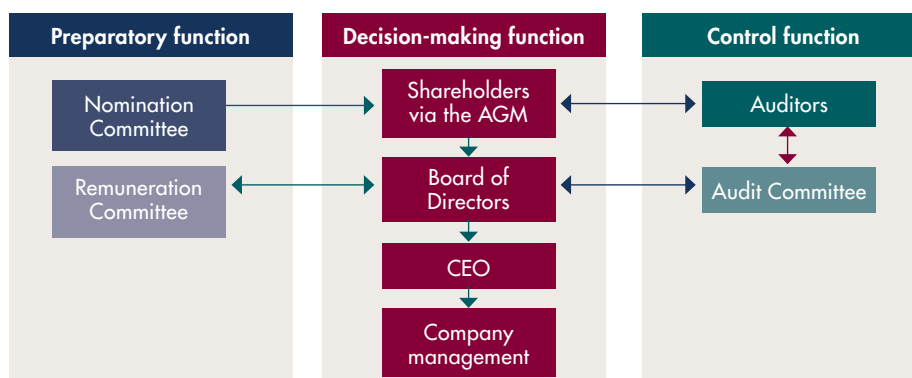 Preparatory function
Nomination
Committee
Remuneration
Committee
Decision-making function
Shareholders
via the AGM
Board of
Directors
CEO
Company
management
Control function
Auditors
Audit Committee